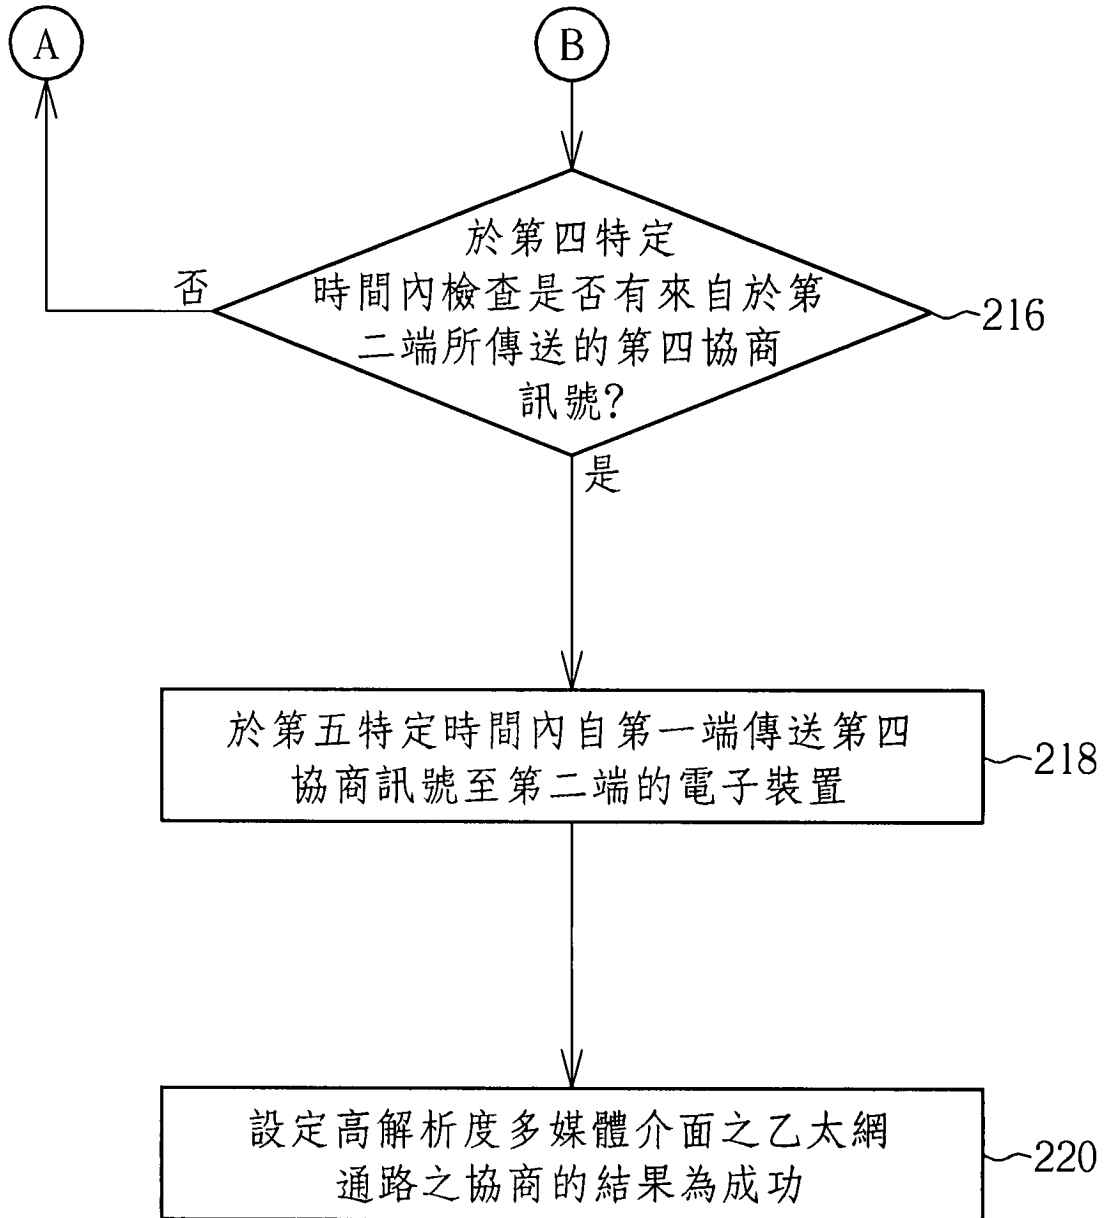 A
B
於第四特定
時間內檢查是否有來自於第
二端所傳送的第四協商
訊號?
否
216
是
於第五特定時間內自第一端傳送第四
協商訊號至第二端的電子裝置
218
設定高解析度多媒體介面之乙太網
通路之協商的結果為成功
220